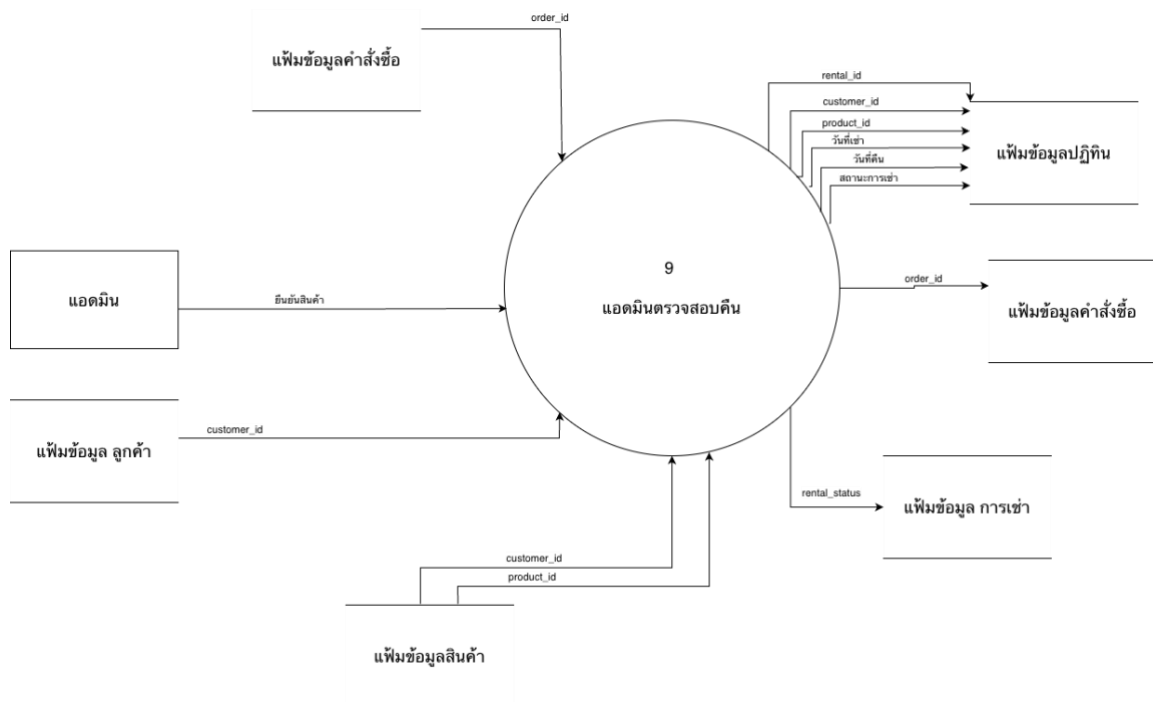 order_id
แฟ้มข้อมูลคำสั่งซื้อ
rental_id
customer_id
product_id
วันที่เช่า
วันที่คืน
สถานะการเช่า
แฟ้มข้อมูลปฏิทิน
9
แอดมินตรวจสอบคืน
แอดมิน
ยืนยันสินค้า
order_id
แฟ้มข้อมูลคำสั่งซื้อ
customer_id
แฟ้มข้อมูล ลูกค้า
rental_status
แฟ้มข้อมูล การเช่า
customer_id
product_id
แฟ้มข้อมูลสินค้า